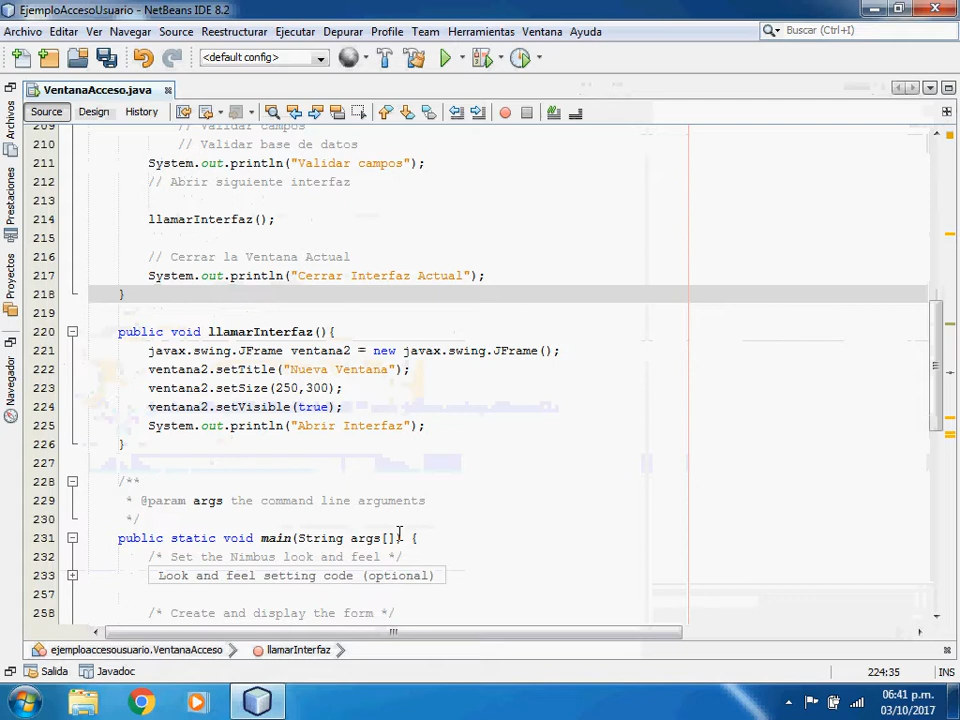 EjemploAccesoUsuario - NetBeans IDE 8.2
Archivo Editar Ver Navegar Source Reestructurar Ejecutar Depurar Profile Team Herramientas Ventana Ayuda
Buscar (Ctrl+I)
<default config>
VentanaAcceso.java
Source Design History
Archivos
Prestaciones
Proyectos
Navegador
209 // Validar campos
210 // Validar base de datos
211 System.out.println("Validar campos");
212 // Abrir siguiente interfaz
213
214 llamarInterfaz();
215
216 // Cerrar la Ventana Actual
217 System.out.println("Cerrar Interfaz Actual");
218 }
219
220 public void llamarInterfaz(){
221 javax.swing.JFrame ventana2 = new javax.swing.JFrame();
222 ventana2.setTitle("Nueva Ventana");
223 ventana2.setSize(250,300);
224 ventana2.setVisible(true);
225 System.out.println("Abrir Interfaz");
226 }
227
228 /**
229 * @param args the command line arguments
230 */
231 public static void main(String args[]) {
232 /* Set the Nimbus look and feel */
233 Look and feel setting code (optional)
257
258 /* Create and display the form */
ejemploaccesousuario.VentanaAcceso llamarInterfaz
Salida Javadoc
224:35 INS
06:41 p.m.
03/10/2017